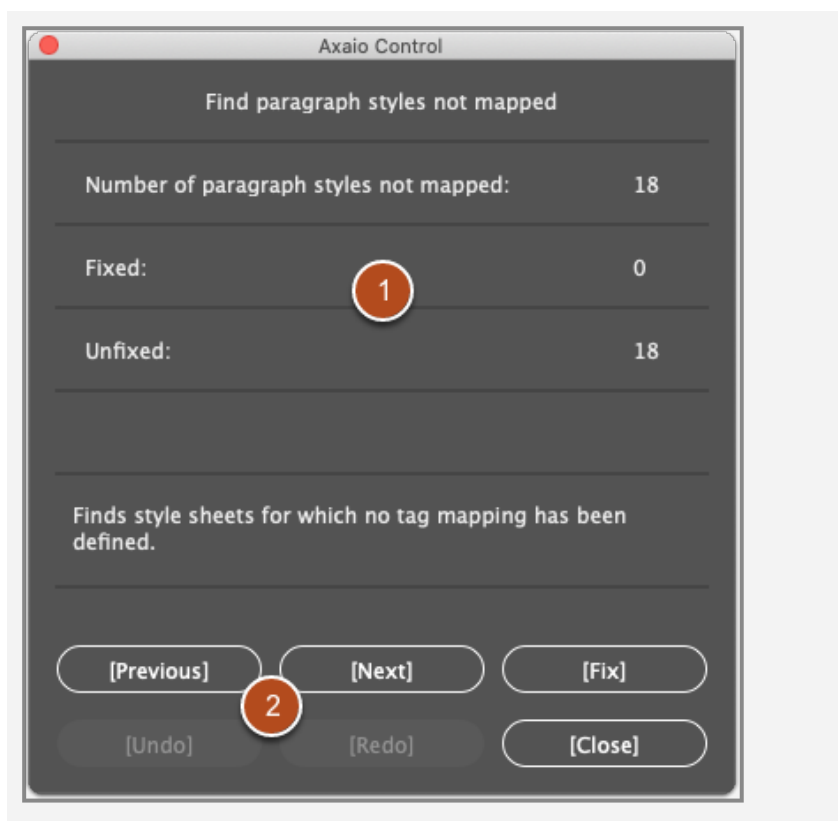 Axaio Control
Find paragraph styles not mapped
Number of paragraph styles not mapped: 18
Fixed: 0
1
Unfixed: 18
Finds style sheets for which no tag mapping has been
defined.
[Previous] [Next] [Fix]
2
[Undo] [Redo] [Close]